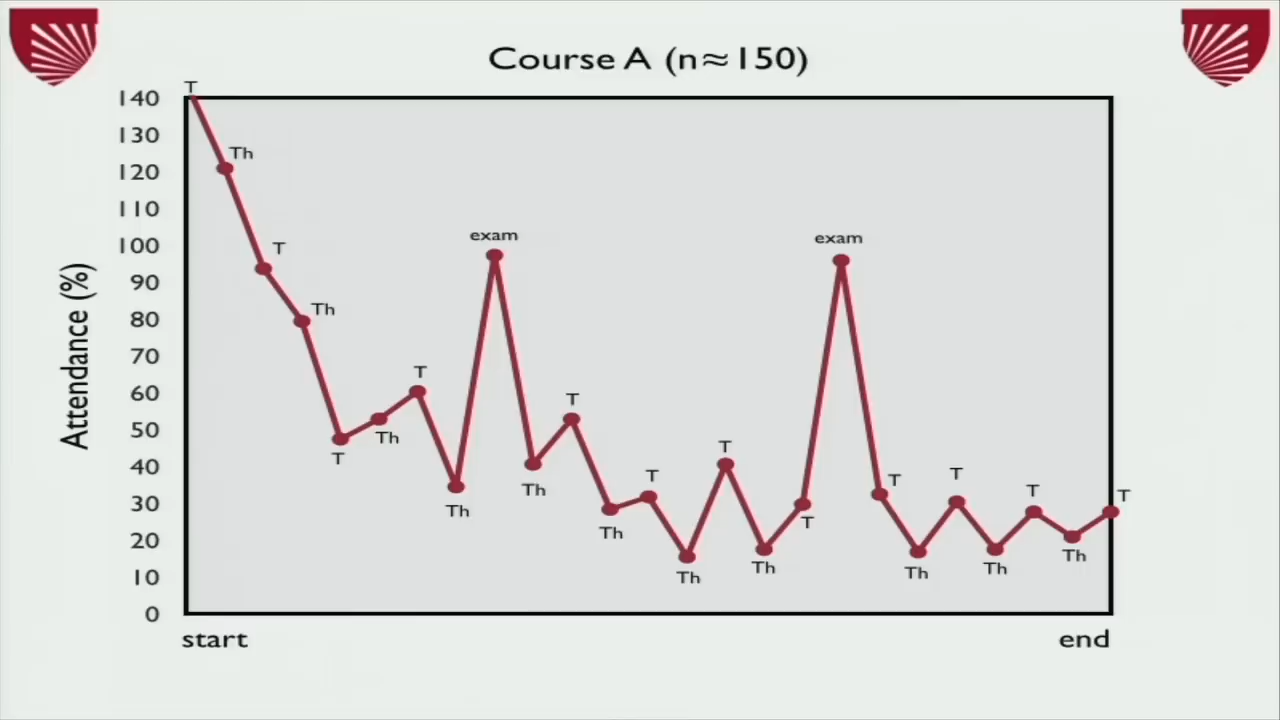 Course A (n≈150)
T
140
130
Th
120
110
T
exam
exam
100
90
Th
80
70
T
T
60
Th
50
T
T
T
T
T
T
40
Th
Th
30
Th
T
20
Th
Th
Th
Th
Th
10
0
Attendance (%)
start
end